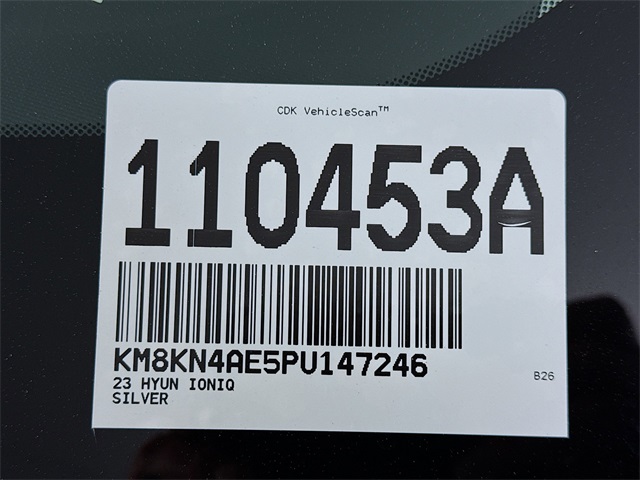 CDK VehicleScan™
110453A
KM8KN4AE5PU147246
23 HYUN IONIQ
SILVER
B26